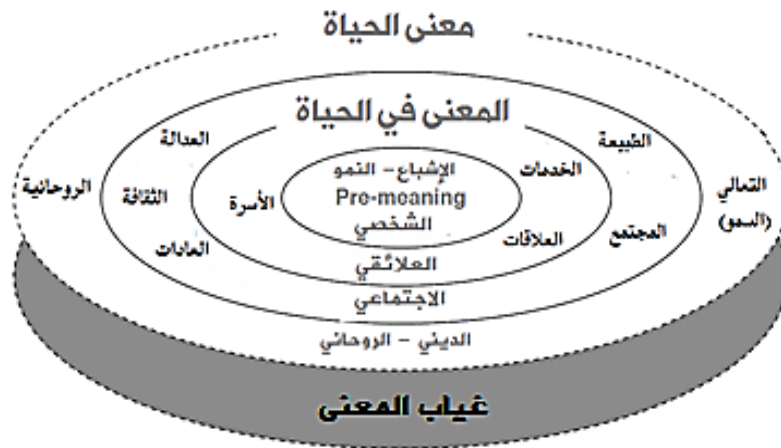 معنى الحياة
المعنى في الحياة
العدالة
الطبيعة
الإشباع – النمو
الخدمات
الروحانية
الثقافة
الأسرة
Pre-meaning
التعالي
(السمو)
الشخصي
العلاقات
المجتمع
العادات
العلائقي
الاجتماعي
الديني – الروحاني
غياب المعنى